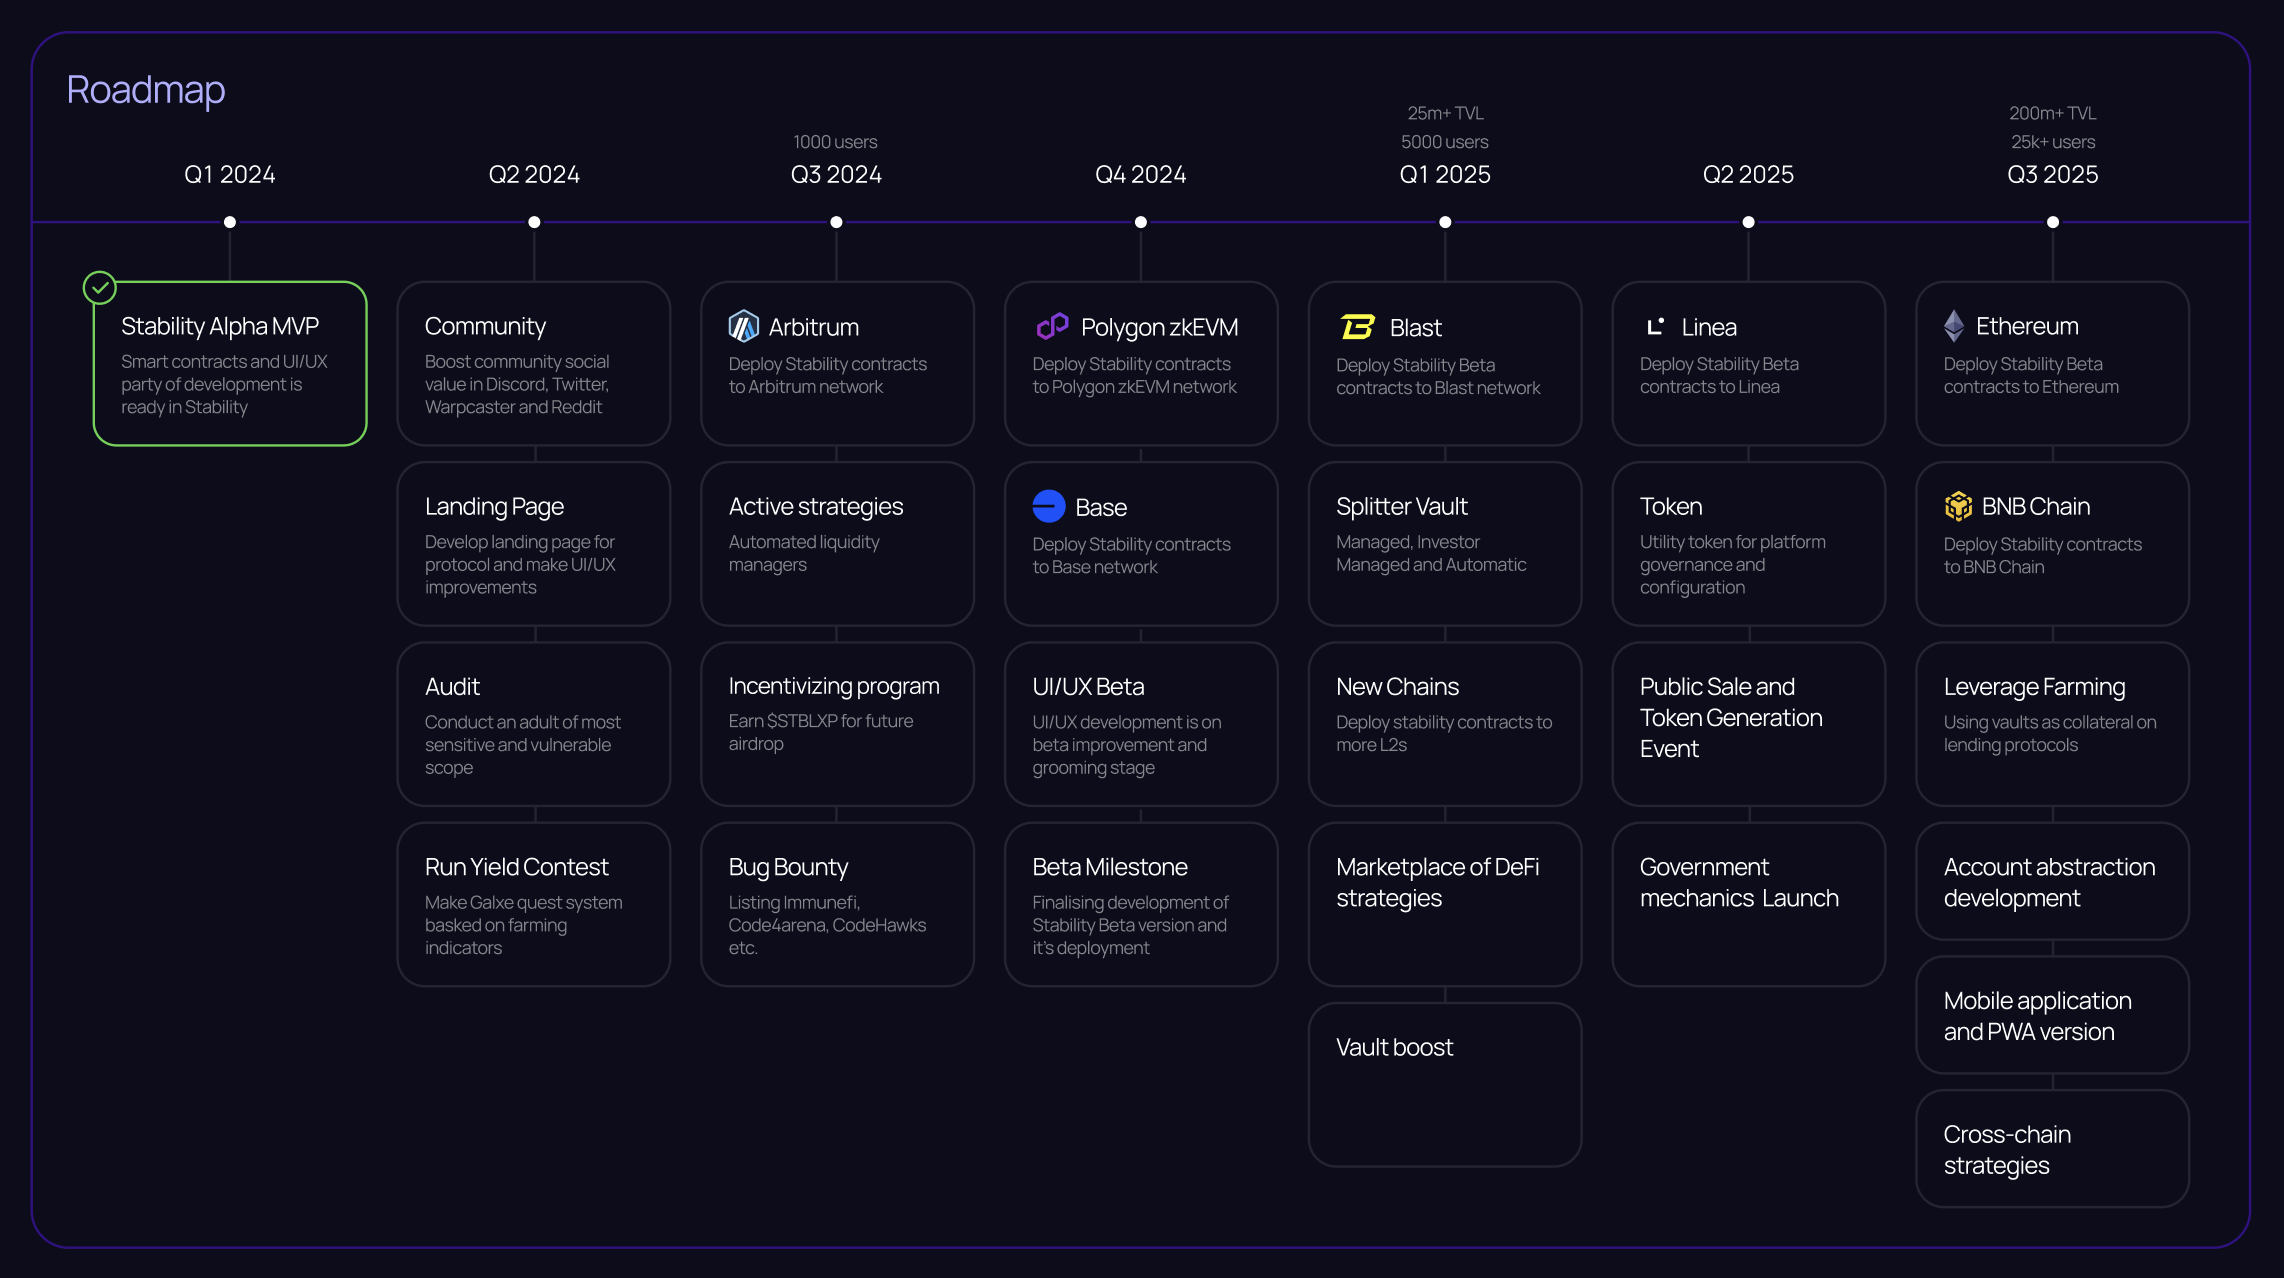 Roadmap
Q1 2024
Stability Alpha MVP
Smart contracts and UI/UX
party of development is
ready in Stability
Q2 2024
Community
Boost community social
value in Discord, Twitter,
Warpcaster and Reddit
Landing Page
Develop landing page for
protocol and make UI/UX
improvements
Audit
Conduct an adult of most
sensitive and vulnerable
scope
Run Yield Contest
Make Galxe quest system
basked on farming
indicators
1000 users
Q3 2024
Arbitrum
Deploy Stability contracts
to Arbitrum network
Active strategies
Automated liquidity
managers
Incentivizing program
Earn $STBLXP for future
airdrop
Bug Bounty
Listing Immunefi,
Code4arena, CodeHawks
etc.
Q4 2024
Polygon zkEVM
Deploy Stability contracts
to Polygon zkEVM network
Base
Deploy Stability contracts
to Base network
UI/UX Beta
UI/UX development is on
beta improvement and
grooming stage
Beta Milestone
Finalising development of
Stability Beta version and
it's deployment
25m+ TVL
5000 users
Q1 2025
Blast
Deploy Stability Beta
contracts to Blast network
Splitter Vault
Managed, Investor
Managed and Automatic
New Chains
Deploy stability contracts to
more L2s
Marketplace of DeFi
strategies
Vault boost
Q2 2025
Linea
Deploy Stability Beta
contracts to Linea
Token
Utility token for platform
governance and
configuration
Public Sale and
Token Generation
Event
Government
mechanics Launch
200m+ TVL
25k+ users
Q3 2025
Ethereum
Deploy Stability Beta
contracts to Ethereum
BNB Chain
Deploy Stability contracts
to BNB Chain
Leverage Farming
Using vaults as collateral on
lending protocols
Account abstraction
development
Mobile application
and PWA version
Cross-chain
strategies